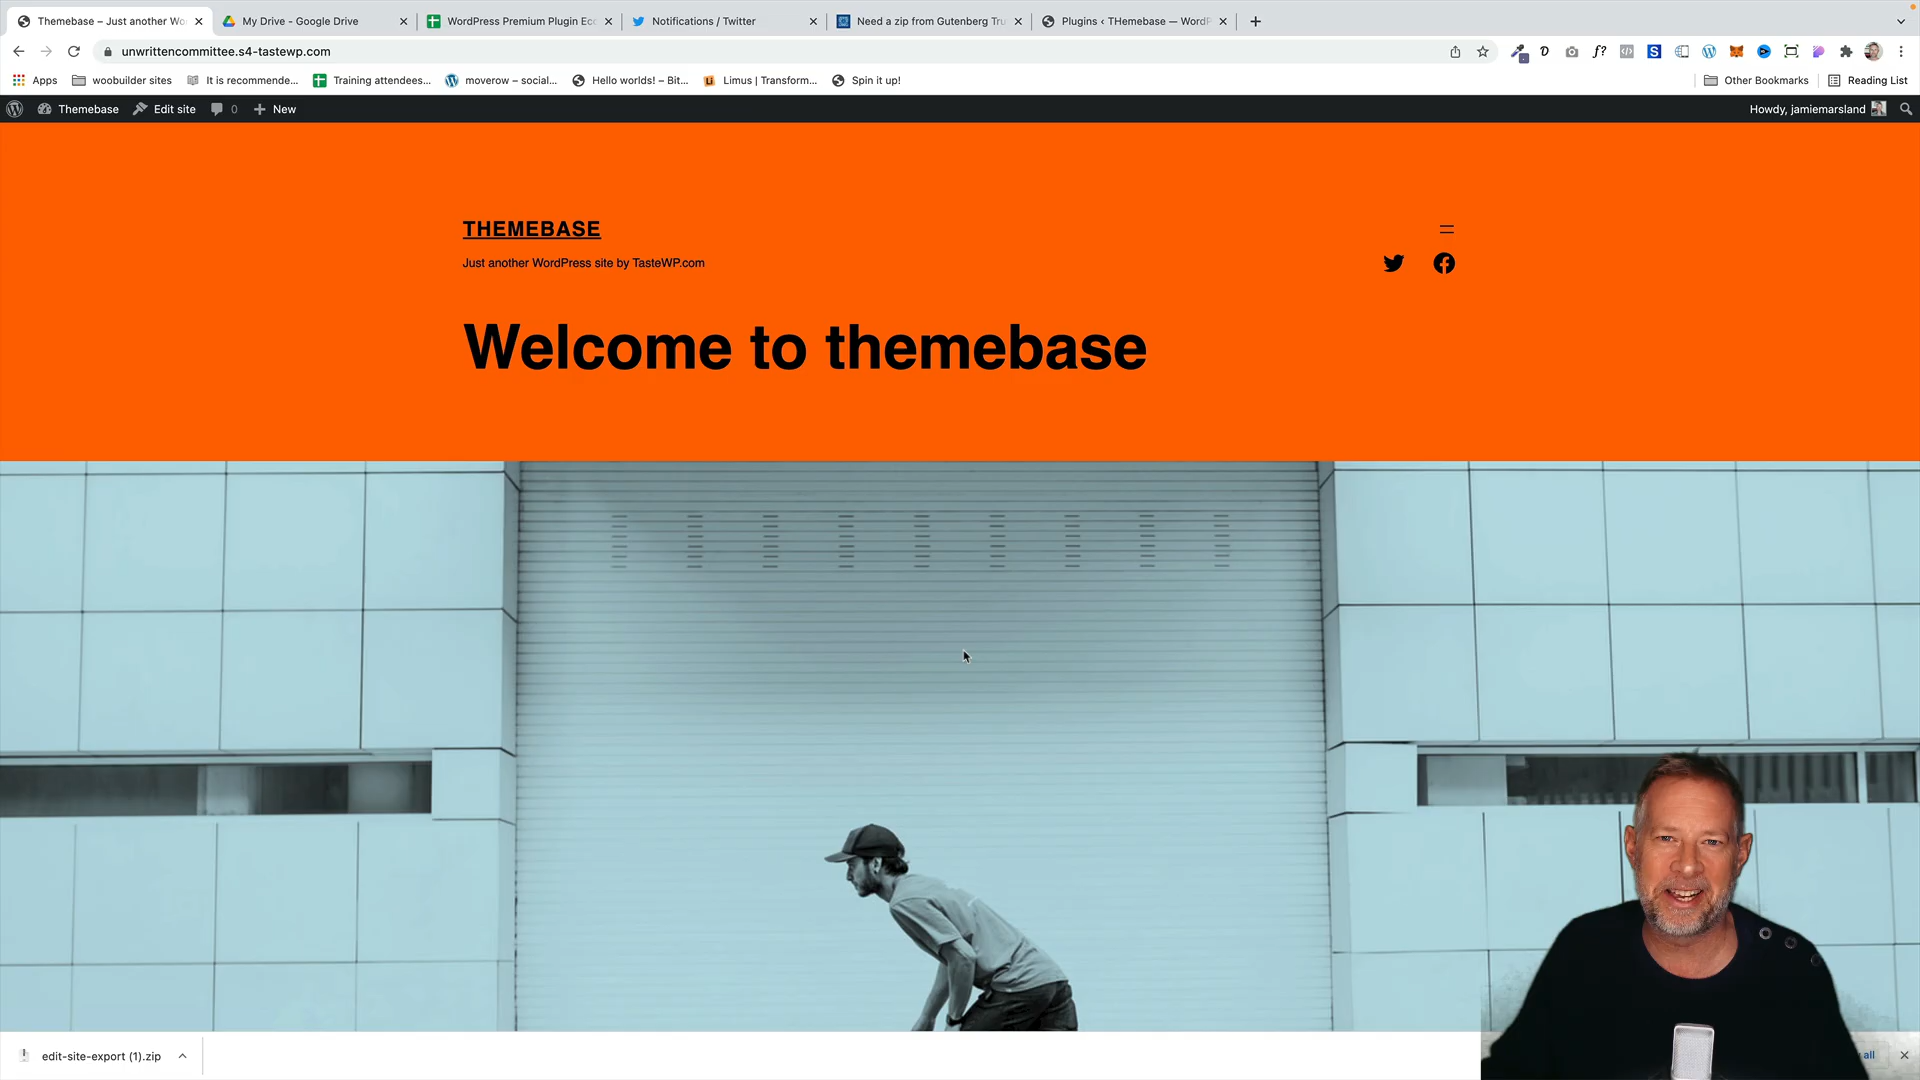 Themebase – Just another Wo
My Drive - Google Drive
WordPress Premium Plugin Ec
Notifications / Twitter
Need a zip from Gutenberg Tru
Plugins ‹ THemebase — WordP
unwrittencommittee.s4-tastewp.com
Apps
woobuilder sites
It is recommende...
Training attendees...
moverow – social...
Hello worlds! – Bit...
Limus | Transform...
Spin it up!
Other Bookmarks
Reading List
Themebase
Edit site
0
New
Howdy, jamiemarsland
THEMEBASE
Just another WordPress site by TasteWP.com
Welcome to themebase
edit-site-export (1).zip
all